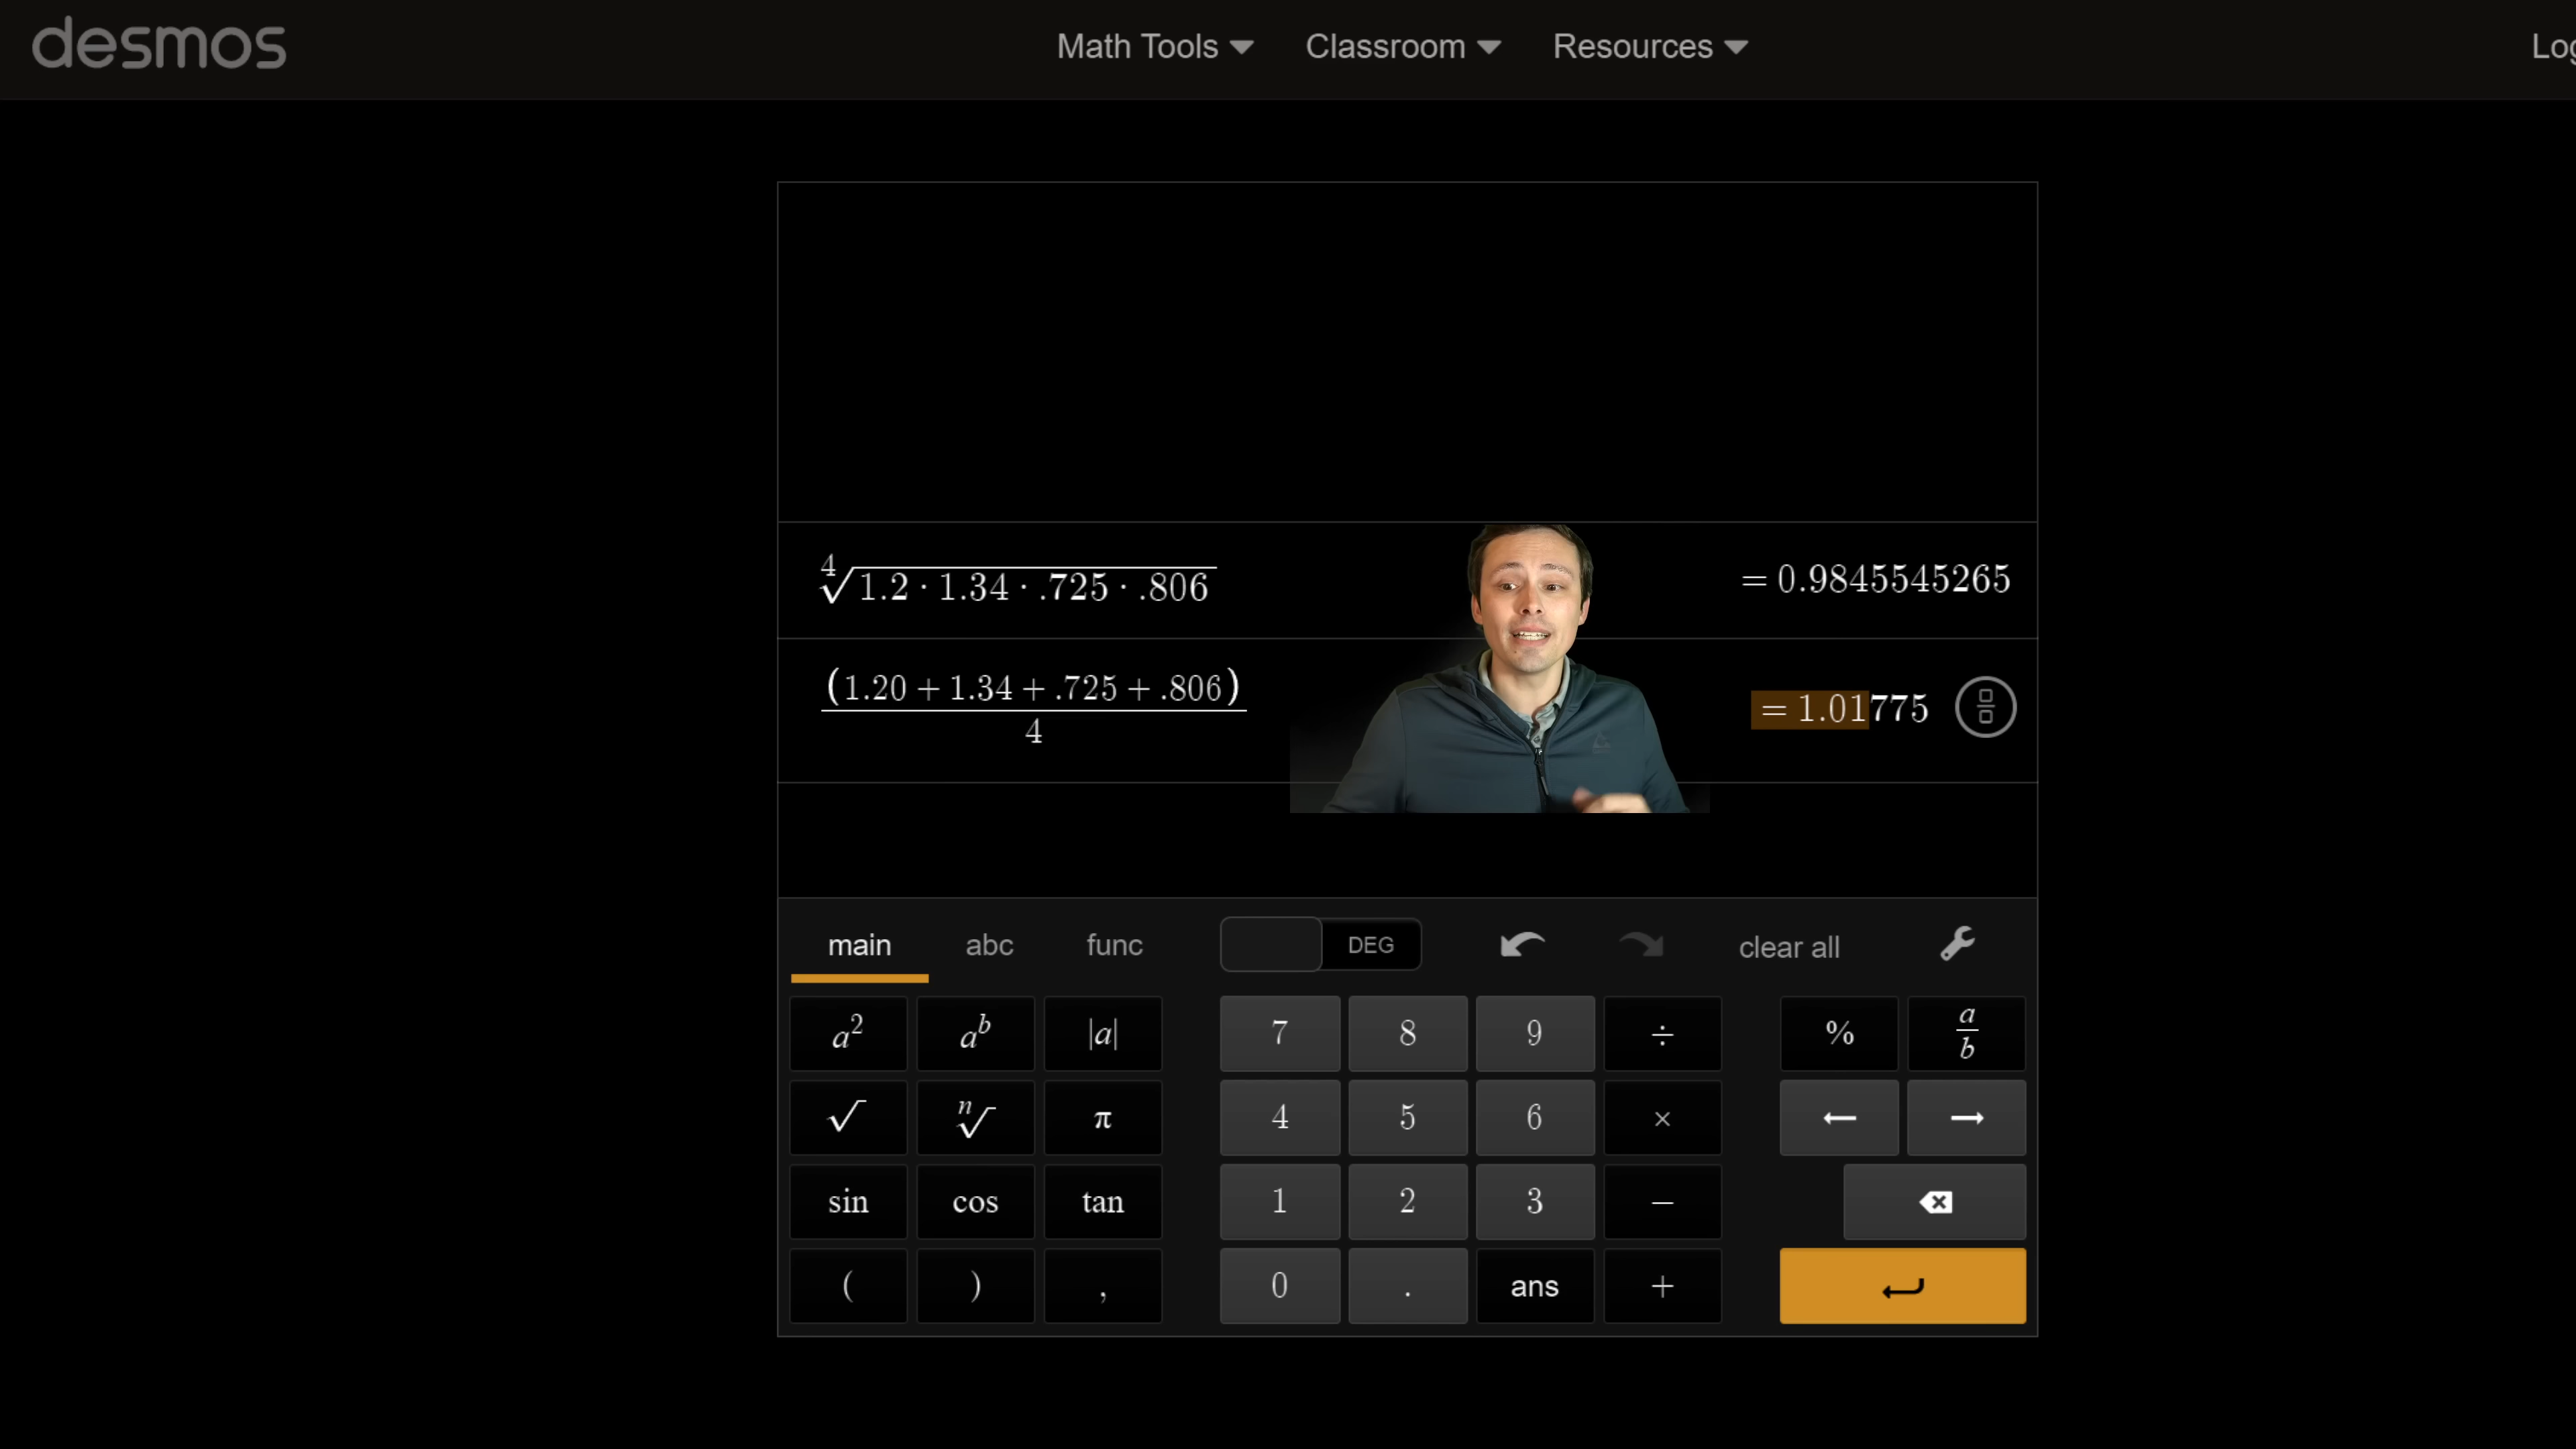 desmos
Math Tools Classroom Resources Log
∜1.2 · 1.34 · .725 · .806 = 0.9845545265
(1.20 + 1.34 + .725 + .806)
4
= 1.01775
main abc func DEG clear all
a² aᵇ |a| 7 8 9 ÷ % a/b
√ ⁿ√ π 4 5 6 × ← →
sin cos tan 1 2 3 −
( ) , 0 . ans +